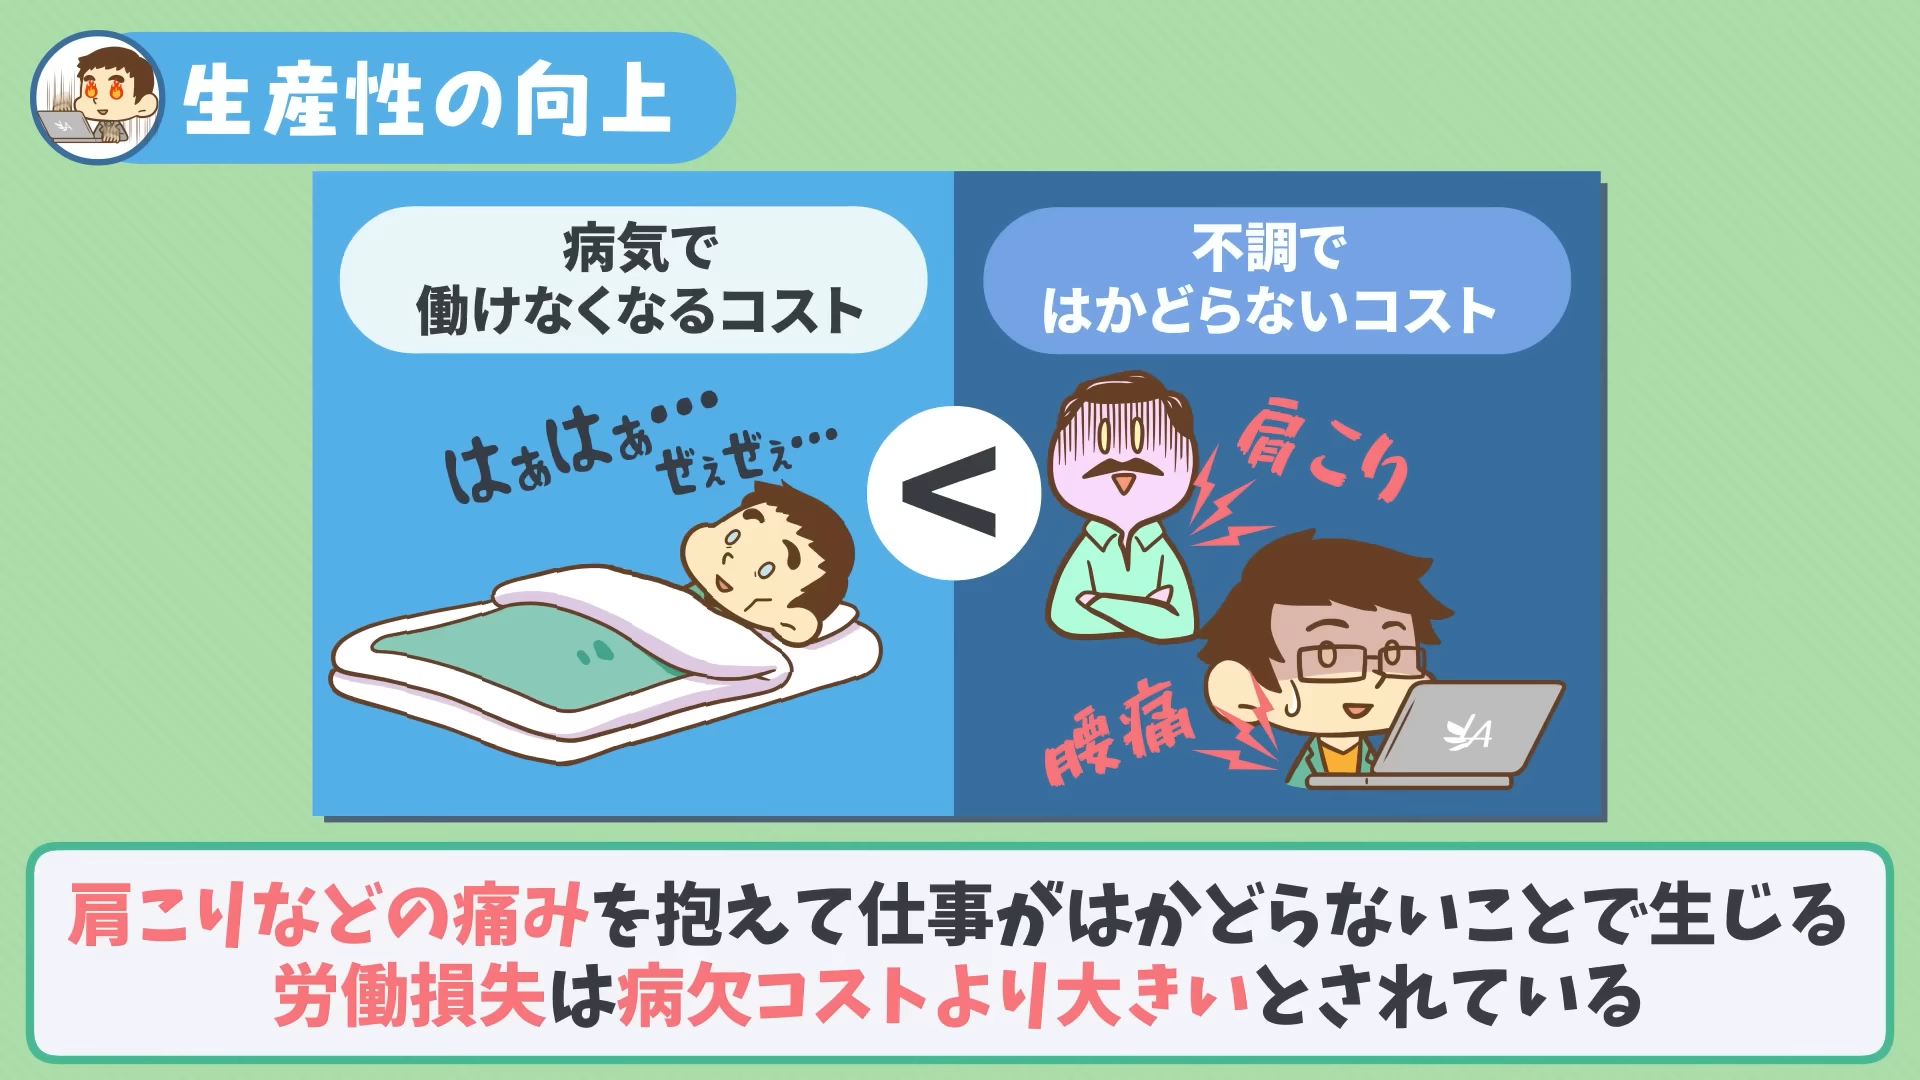 生産性の向上
病気で
働けなくなるコスト
不調で
はかどらないコスト
はぁはぁ…
ぜぇぜぇ…
<
肩こり
腰痛
A
肩こりなどの痛みを抱えて仕事がはかどらないことで生じる
労働損失は病欠コストより大きいとされている